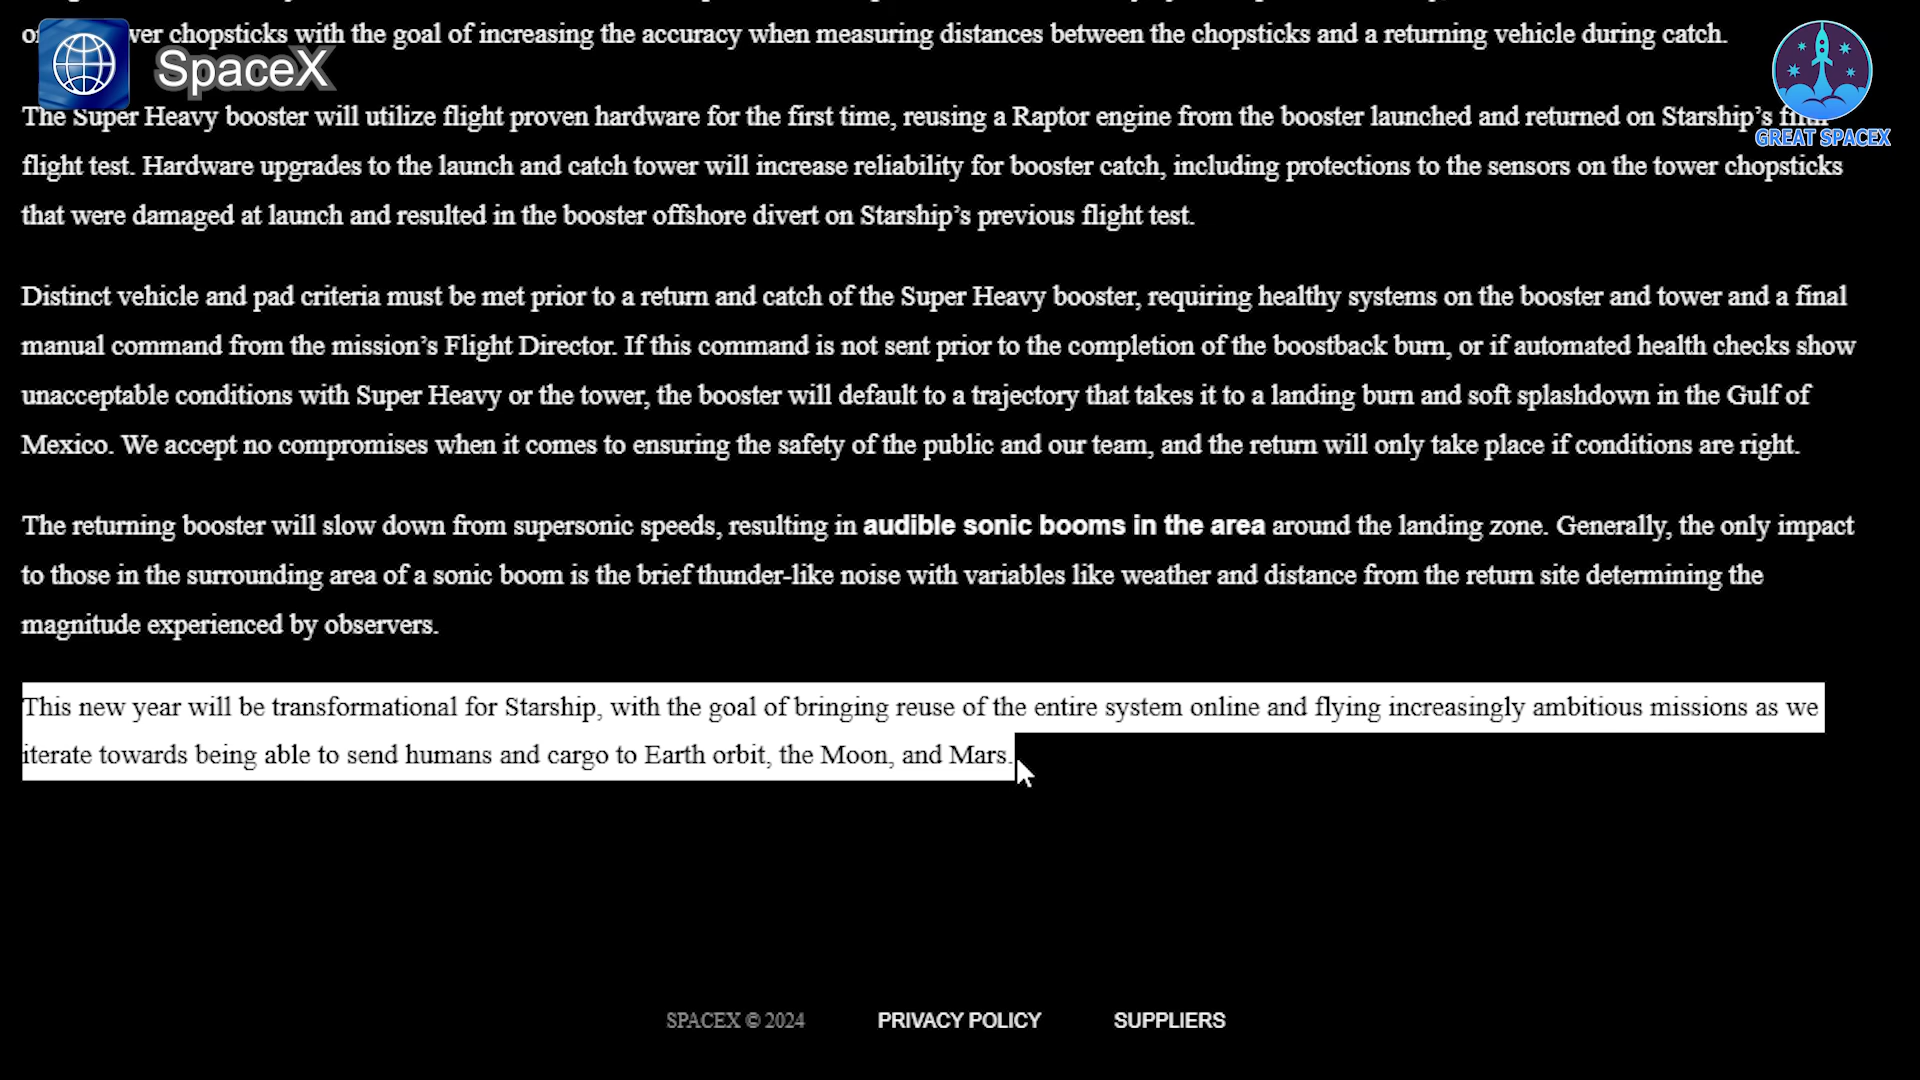 wer chopsticks with the goal of increasing the accuracy when measuring distances between the chopsticks and a returning vehicle during catch.
SpaceX
GREAT SPACEX
The Super Heavy booster will utilize flight proven hardware for the first time, reusing a Raptor engine from the booster launched and returned on Starship’s fifth
flight test. Hardware upgrades to the launch and catch tower will increase reliability for booster catch, including protections to the sensors on the tower chopsticks
that were damaged at launch and resulted in the booster offshore divert on Starship’s previous flight test.
Distinct vehicle and pad criteria must be met prior to a return and catch of the Super Heavy booster, requiring healthy systems on the booster and tower and a final
manual command from the mission’s Flight Director. If this command is not sent prior to the completion of the boostback burn, or if automated health checks show
unacceptable conditions with Super Heavy or the tower, the booster will default to a trajectory that takes it to a landing burn and soft splashdown in the Gulf of
Mexico. We accept no compromises when it comes to ensuring the safety of the public and our team, and the return will only take place if conditions are right.
The returning booster will slow down from supersonic speeds, resulting in audible sonic booms in the area around the landing zone. Generally, the only impact
to those in the surrounding area of a sonic boom is the brief thunder-like noise with variables like weather and distance from the return site determining the
magnitude experienced by observers.
This new year will be transformational for Starship, with the goal of bringing reuse of the entire system online and flying increasingly ambitious missions as we
iterate towards being able to send humans and cargo to Earth orbit, the Moon, and Mars.
SPACEX © 2024
PRIVACY POLICY
SUPPLIERS